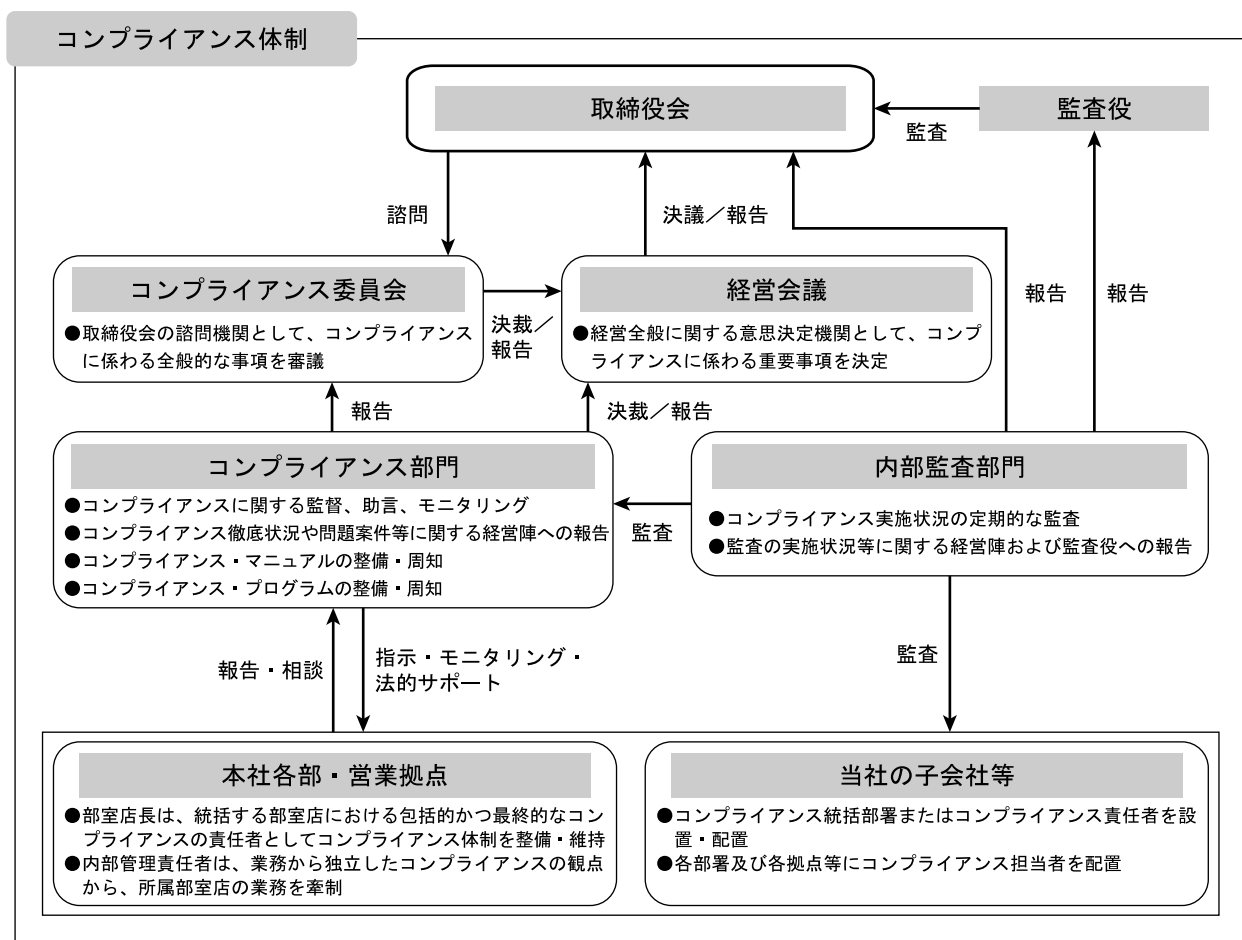 コンプライアンス体制
取締役会
監査役
監査
諮問
決議／報告
報告
報告
コンプライアンス委員会
●取締役会の諮問機関として、コンプライアンス
に係わる全般的な事項を審議
決裁／
報告
経営会議
●経営全般に関する意思決定機関として、コンプ
ライアンスに係わる重要事項を決定
報告
決裁／報告
コンプライアンス部門
●コンプライアンスに関する監督、助言、モニタリング
●コンプライアンス徹底状況や問題案件等に関する経営陣への報告
●コンプライアンス・マニュアルの整備・周知
●コンプライアンス・プログラムの整備・周知
監査
内部監査部門
●コンプライアンス実施状況の定期的な監査
●監査の実施状況等に関する経営陣および監査役への報告
報告・相談
指示・モニタリング・
法的サポート
監査
本社各部・営業拠点
●部室店長は、統括する部室店における包括的かつ最終的なコン
プライアンスの責任者としてコンプライアンス体制を整備・維持
●内部管理責任者は、業務から独立したコンプライアンスの観点
から、所属部室店の業務を牽制
当社の子会社等
●コンプライアンス統括部署またはコンプライアンス責任者を設
置・配置
●各部署及び各拠点等にコンプライアンス担当者を配置